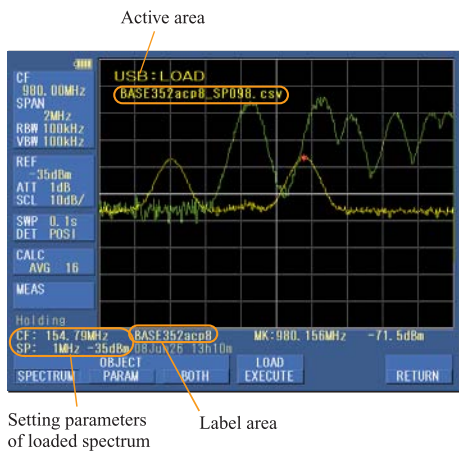 Active area
CF
980.00MHz
SPAN
2MHz
RBW 100kHz
VBW 100kHz
REF
-35dBm
ATT 1dB
SCL 10dB/
SWP 0.1s
DET POSI
CALC
AVG 16
MEAS
Holding
USB:LOAD
BASE352acp8_SP098.csv
CF: 154.79MHz BASE352acp8 MK:980.156MHz -71.5dBm
SP: 1MHz -35dBm 08Jun26 13h10m
OBJECT
SPECTRUM PARAM BOTH
LOAD
EXECUTE
RETURN
Setting parameters
of loaded spectrum
Label area